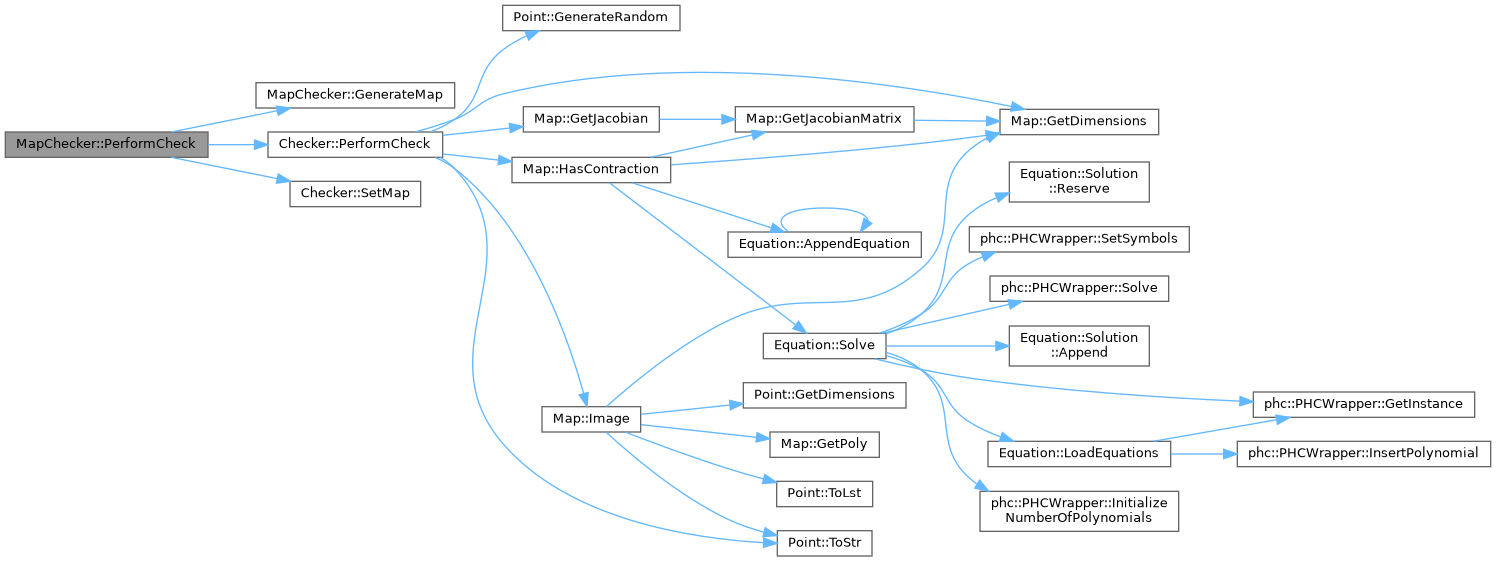 Point::GenerateRandom
MapChecker::GenerateMap
Map::GetJacobian
Map::GetJacobianMatrix
Map::GetDimensions
MapChecker::PerformCheck
Checker::PerformCheck
Map::HasContraction
Equation::Solution
::Reserve
Checker::SetMap
Equation::AppendEquation
phc::PHCWrapper::SetSymbols
phc::PHCWrapper::Solve
Equation::Solve
Equation::Solution
::Append
Point::GetDimensions
phc::PHCWrapper::GetInstance
Map::Image
Map::GetPoly
Equation::LoadEquations
phc::PHCWrapper::InsertPolynomial
Point::ToLst
phc::PHCWrapper::Initialize
NumberOfPolynomials
Point::ToStr